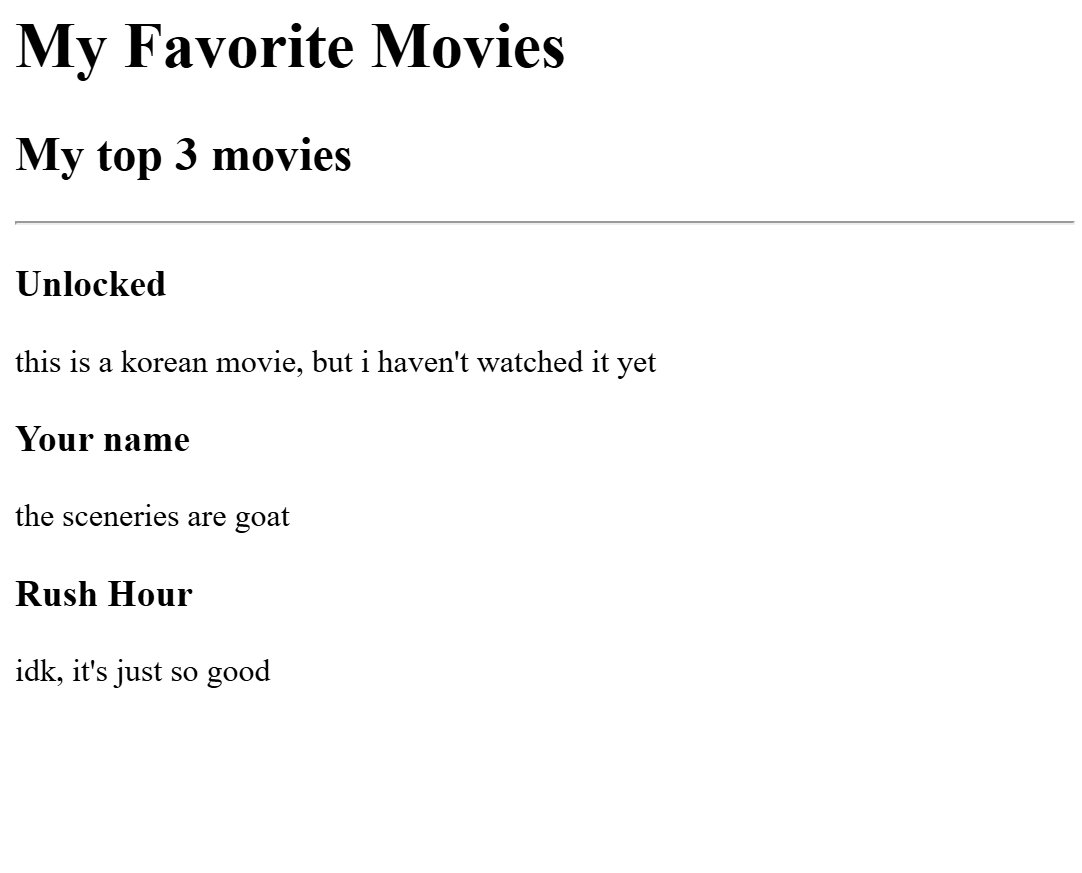 My Favorite Movies
My top 3 movies
Unlocked
this is a korean movie, but i haven't watched it yet
Your name
the sceneries are goat
Rush Hour
idk, it's just so good